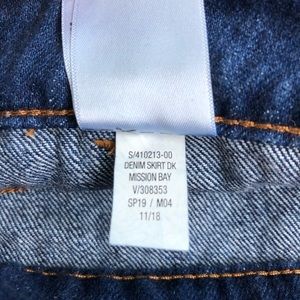 S/410213-00
DENIM SKIRT DK
MISSION BAY
V/308353
SP19 / M04
11/18